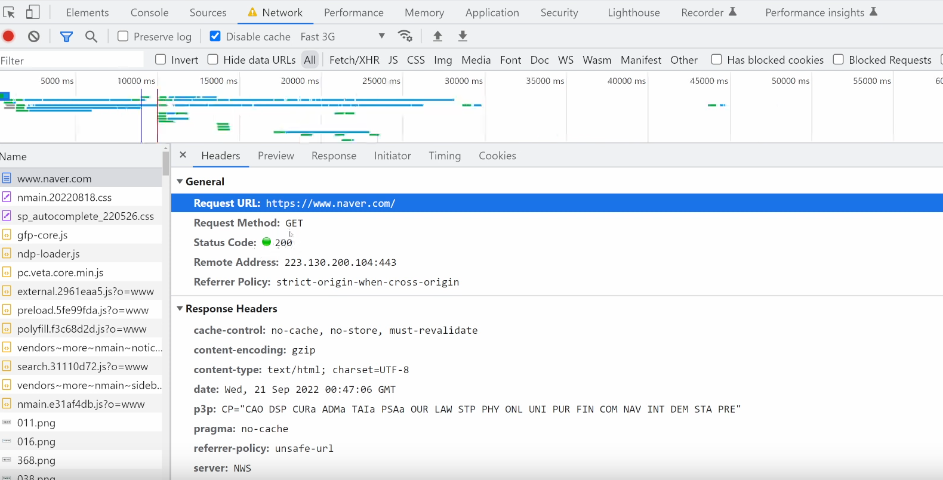 Elements Console Sources Network Performance Memory Application Security Lighthouse Recorder Performance insights
Preserve log Disable cache Fast 3G
Filter Invert Hide data URLs All Fetch/XHR JS CSS Img Media Font Doc WS Wasm Manifest Other Has blocked cookies Blocked Requests
5000 ms 10000 ms 15000 ms 20000 ms 25000 ms 30000 ms 35000 ms 40000 ms 45000 ms 50000 ms 55000 ms
Name
www.naver.com
nmain.20220818.css
sp_autocomplete_220526.css
gfp-core.js
ndp-loader.js
pc.veta.core.min.js
external.2961eaa5.js?o=www
preload.5fe99fda.js?o=www
polyfill.f3c68d2d.js?o=www
vendors~more~nmain~notic...
search.31110d72.js?o=www
vendors~more~nmain~sideb...
nmain.e31af4db.js?o=www
011.png
016.png
368.png
038.png
× Headers Preview Response Initiator Timing Cookies
General
Request URL: https://www.naver.com/
Request Method: GET
Status Code: 200
Remote Address: 223.130.200.104:443
Referrer Policy: strict-origin-when-cross-origin
Response Headers
cache-control: no-cache, no-store, must-revalidate
content-encoding: gzip
content-type: text/html; charset=UTF-8
date: Wed, 21 Sep 2022 00:47:06 GMT
p3p: CP="CAO DSP CURa ADMa TAIa PSAa OUR LAW STP PHY ONL UNI PUR FIN COM NAV INT DEM STA PRE"
pragma: no-cache
referrer-policy: unsafe-url
server: NWS